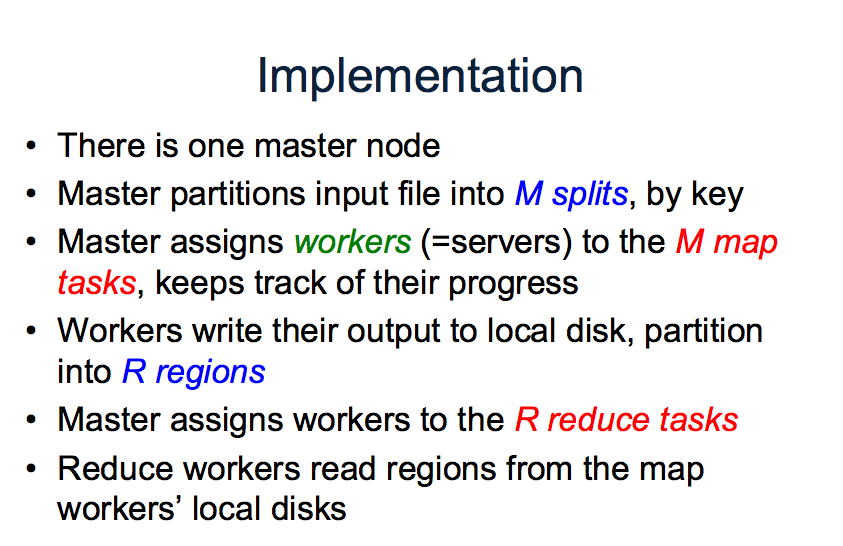 Implementation
• There is one master node
• Master partitions input file into M splits, by key
• Master assigns workers (=servers) to the M map
tasks, keeps track of their progress
• Workers write their output to local disk, partition
into R regions
• Master assigns workers to the R reduce tasks
• Reduce workers read regions from the map
workers’ local disks